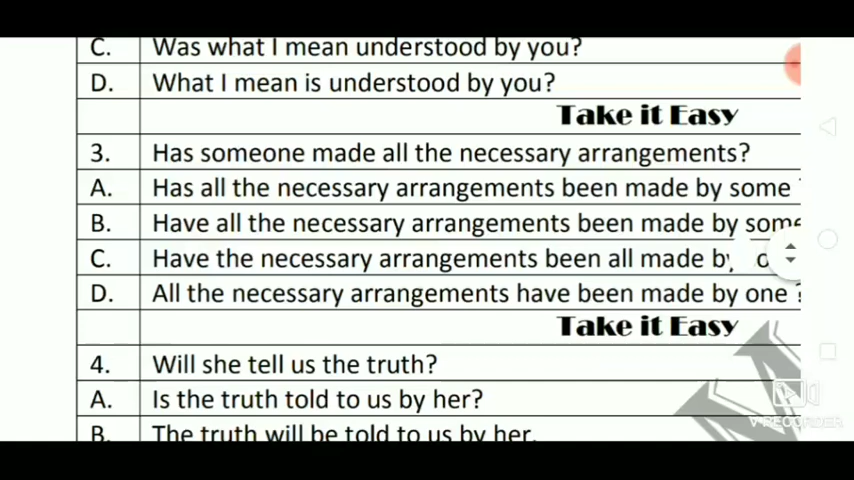 C. Was what I mean understood by you?
D. What I mean is understood by you?
Take it Easy
3. Has someone made all the necessary arrangements?
A. Has all the necessary arrangements been made by some
B. Have all the necessary arrangements been made by some
C. Have the necessary arrangements been all made by
D. All the necessary arrangements have been made by one ?
Take it Easy
4. Will she tell us the truth?
A. Is the truth told to us by her?
B. The truth will be told to us by her.
V RECORDER